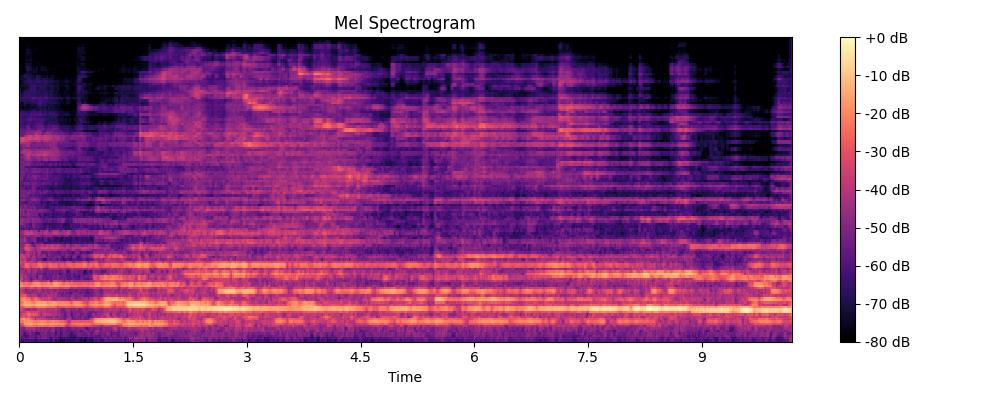 Mel Spectrogram
+0 dB
-10 dB
-20 dB
-30 dB
-40 dB
-50 dB
-60 dB
-70 dB
-80 dB
0 1.5 3 4.5 6 7.5 9
Time